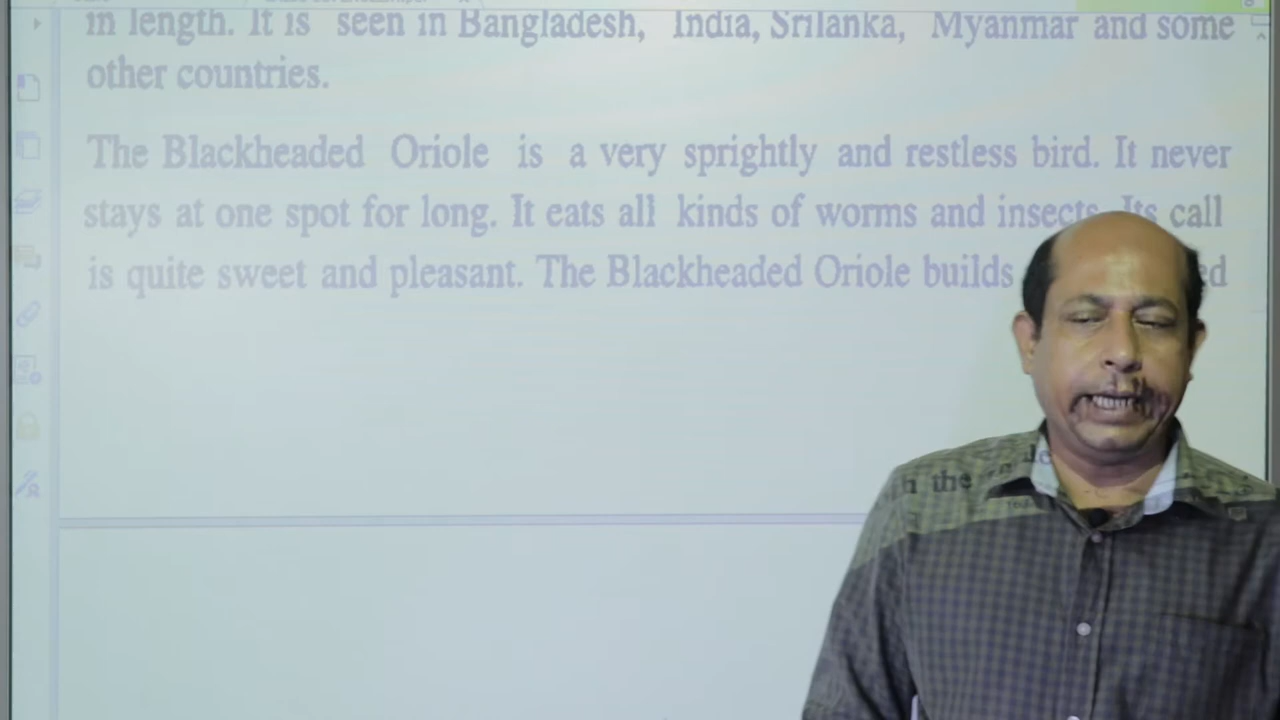 in length. It is seen in Bangladesh, India, Srilanka, Myanmar and some
other countries.
The Blackheaded Oriole is a very sprightly and restless bird. It never
stays at one spot for long. It eats all kinds of worms and insects. Its call
is quite sweet and pleasant. The Blackheaded Oriole builds
the